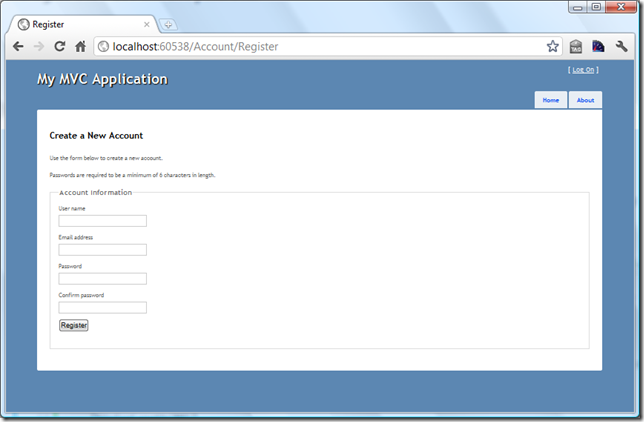 Register
localhost:60538/Account/Register
[ Log On ]
My MVC Application
Home
About
Create a New Account
Use the form below to create a new account.
Passwords are required to be a minimum of 6 characters in length.
Account Information
User name
Email address
Password
Confirm password
Register